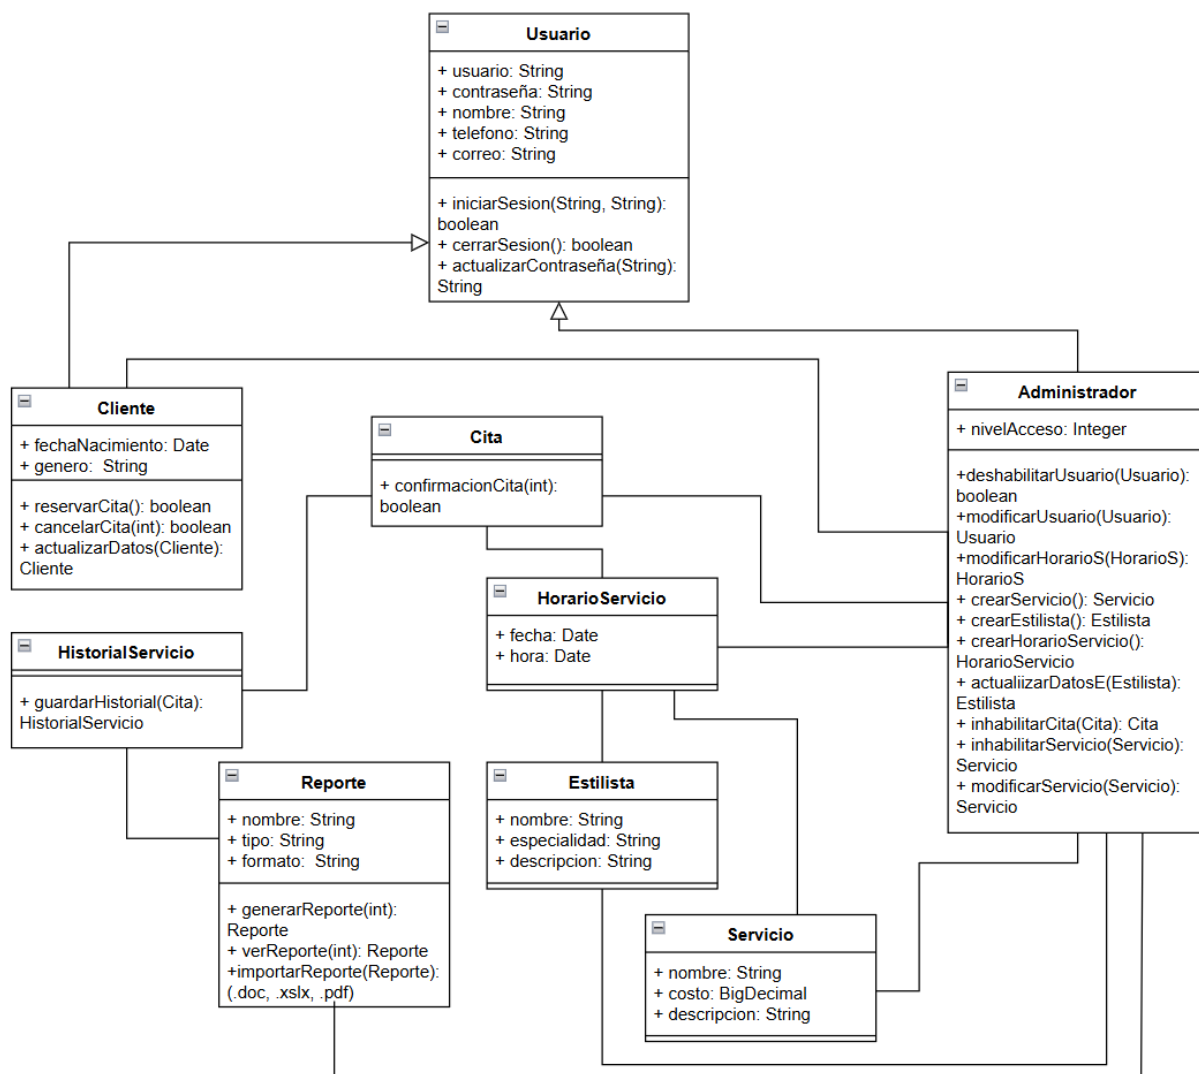 Usuario
+ usuario: String
+ contraseña: String
+ nombre: String
+ telefono: String
+ correo: String
+ iniciarSesion(String, String):
boolean
+ cerrarSesion(): boolean
+ actualizarContraseña(String):
String
Cliente
+ fechaNacimiento: Date
+ genero:  String
+ reservarCita(): boolean
+ cancelarCita(int): boolean
+ actualizarDatos(Cliente):
Cliente
Cita
+ confirmacionCita(int):
boolean
Administrador
+ nivelAcceso: Integer
+deshabilitarUsuario(Usuario):
boolean
+modificarUsuario(Usuario):
Usuario
+modificarHorarioS(HorarioS):
HorarioS
+ crearServicio(): Servicio
+ crearEstilista(): Estilista
+ crearHorarioServicio():
HorarioServicio
+ actualiizarDatosE(Estilista):
Estilista
+ inhabilitarCita(Cita): Cita
+ inhabilitarServicio(Servicio):
Servicio
+ modificarServicio(Servicio):
Servicio
HorarioServicio
+ fecha: Date
+ hora: Date
HistorialServicio
+ guardarHistorial(Cita):
HistorialServicio
Reporte
+ nombre: String
+ tipo: String
+ formato:  String
+ generarReporte(int):
Reporte
+ verReporte(int): Reporte
+importarReporte(Reporte):
(.doc, .xslx, .pdf)
Estilista
+ nombre: String
+ especialidad: String
+ descripcion: String
Servicio
+ nombre: String
+ costo: BigDecimal
+ descripcion: String